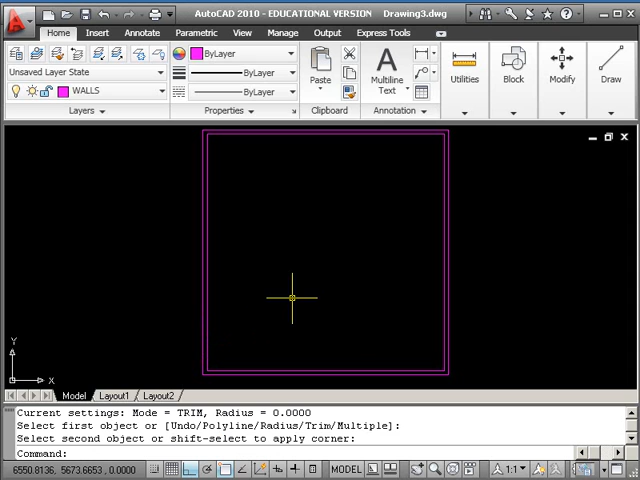 AutoCAD 2010 - EDUCATIONAL VERSION Drawing3.dwg
Home Insert Annotate Parametric View Manage Output Express Tools
Unsaved Layer State
WALLS
Layers
ByLayer
ByLayer
ByLayer
Properties
Paste
Clipboard
A
Multiline
Text
Annotation
Utilities
Block
Modify
Draw
Y
X
Model Layout1 Layout2
Current settings: Mode = TRIM, Radius = 0.0000
Select first object or [Undo/Polyline/Radius/Trim/Multiple]:
Select second object or shift-select to apply corner:
Command:
6550.8136, 5673.6653, 0.0000 MODEL 1:1